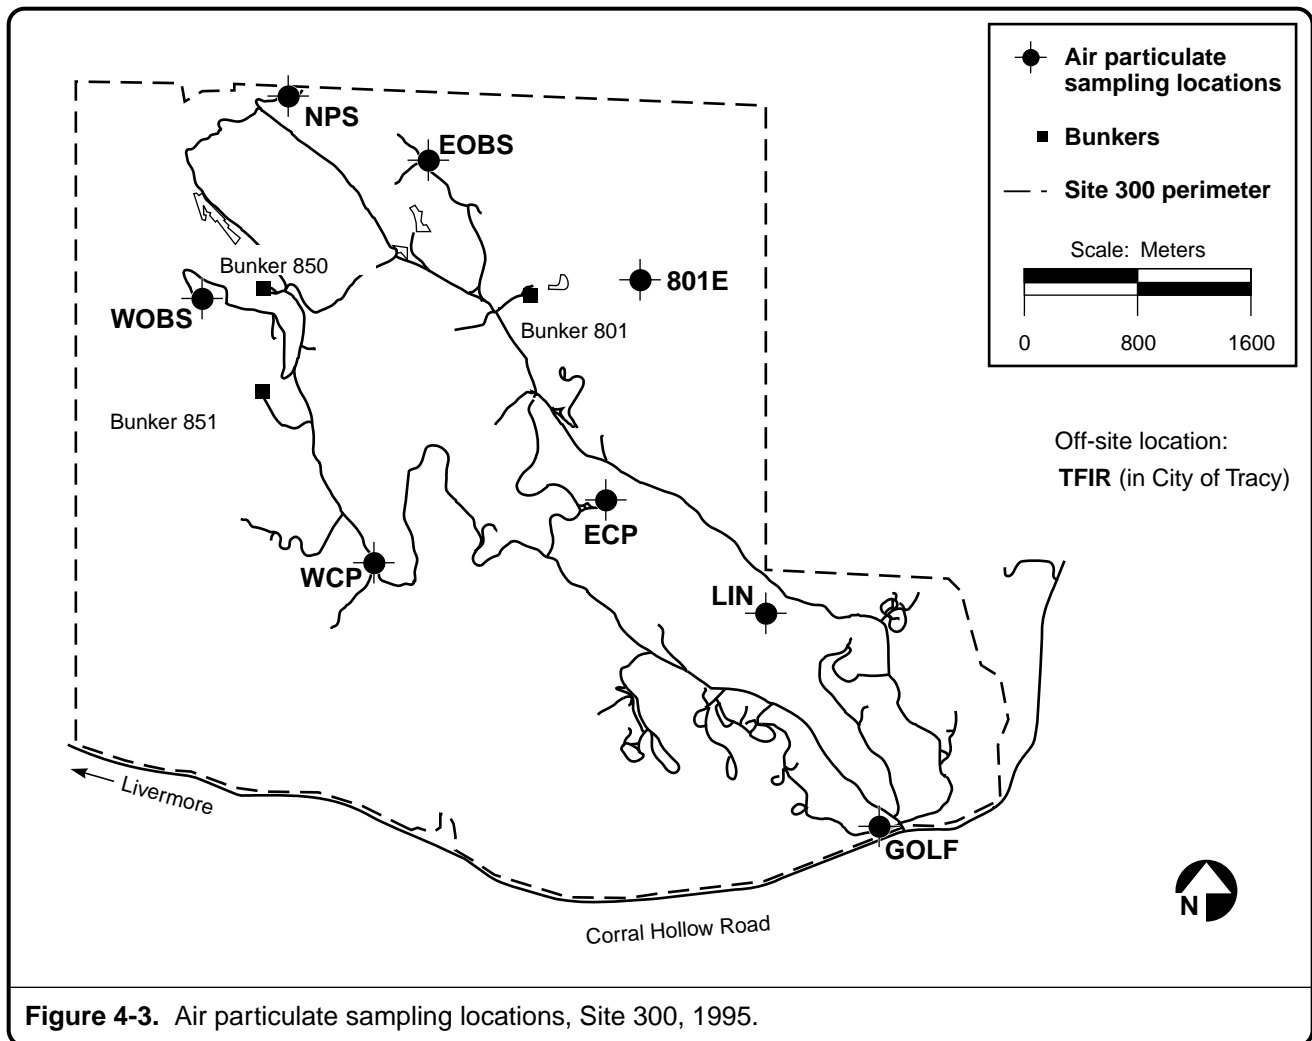 Air particulate
sampling locations
Bunkers
Site 300 perimeter
Scale: Meters
0 800 1600
Off-site location:
TFIR (in City of Tracy)
NPS
EOBS
Bunker 850
801E
WOBS
Bunker 801
Bunker 851
ECP
WCP
LIN
Livermore
GOLF
Corral Hollow Road
N
Figure 4-3. Air particulate sampling locations, Site 300, 1995.